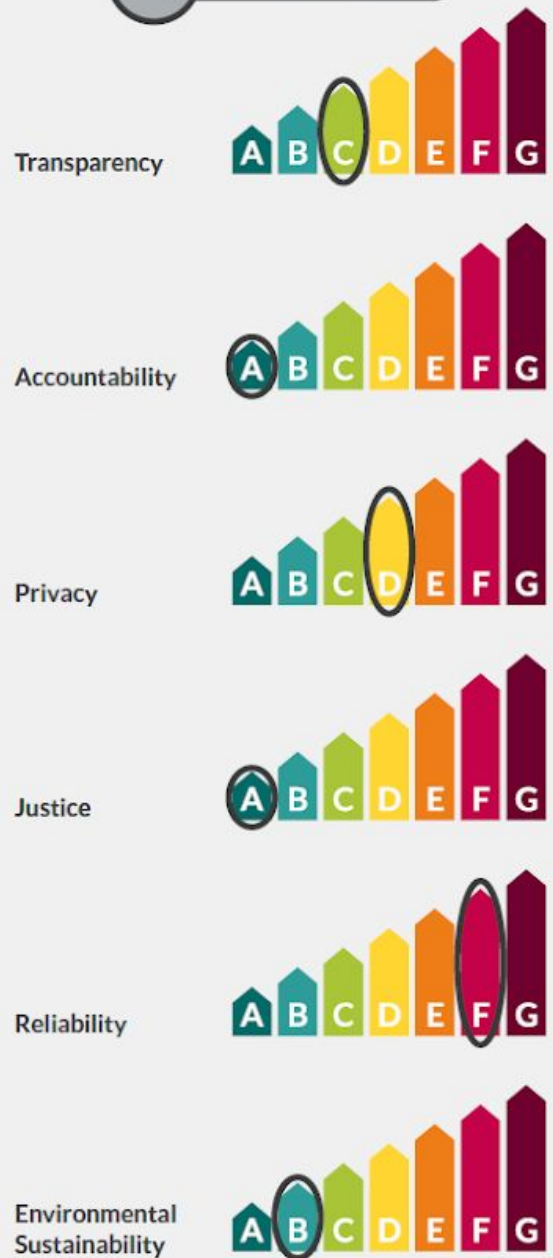 A B C D E F G
Transparency
A B C D E F G
Accountability
A B C D E F G
Privacy
A B C D E F G
Justice
A B C D E F G
Reliability
A B C D E F G
Environmental
Sustainability